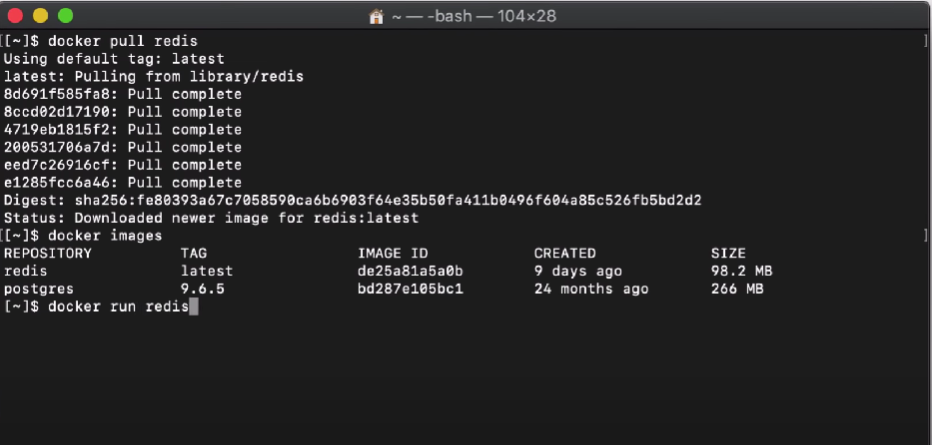 ~ — -bash — 104×28
[[~]$ docker pull redis ]
Using default tag: latest
latest: Pulling from library/redis
8d691f585fa8: Pull complete
8ccd02d17190: Pull complete
4719eb1815f2: Pull complete
200531706a7d: Pull complete
eed7c26916cf: Pull complete
e1285fcc6a46: Pull complete
Digest: sha256:fe80393a67c7058590ca6b6903f64e35b50fa411b0496f604a85c526fb5bd2d2
Status: Downloaded newer image for redis:latest
[[~]$ docker images ]
REPOSITORY TAG IMAGE ID CREATED SIZE
redis latest de25a81a5a0b 9 days ago 98.2 MB
postgres 9.6.5 bd287e105bc1 24 months ago 266 MB
[~]$ docker run redis